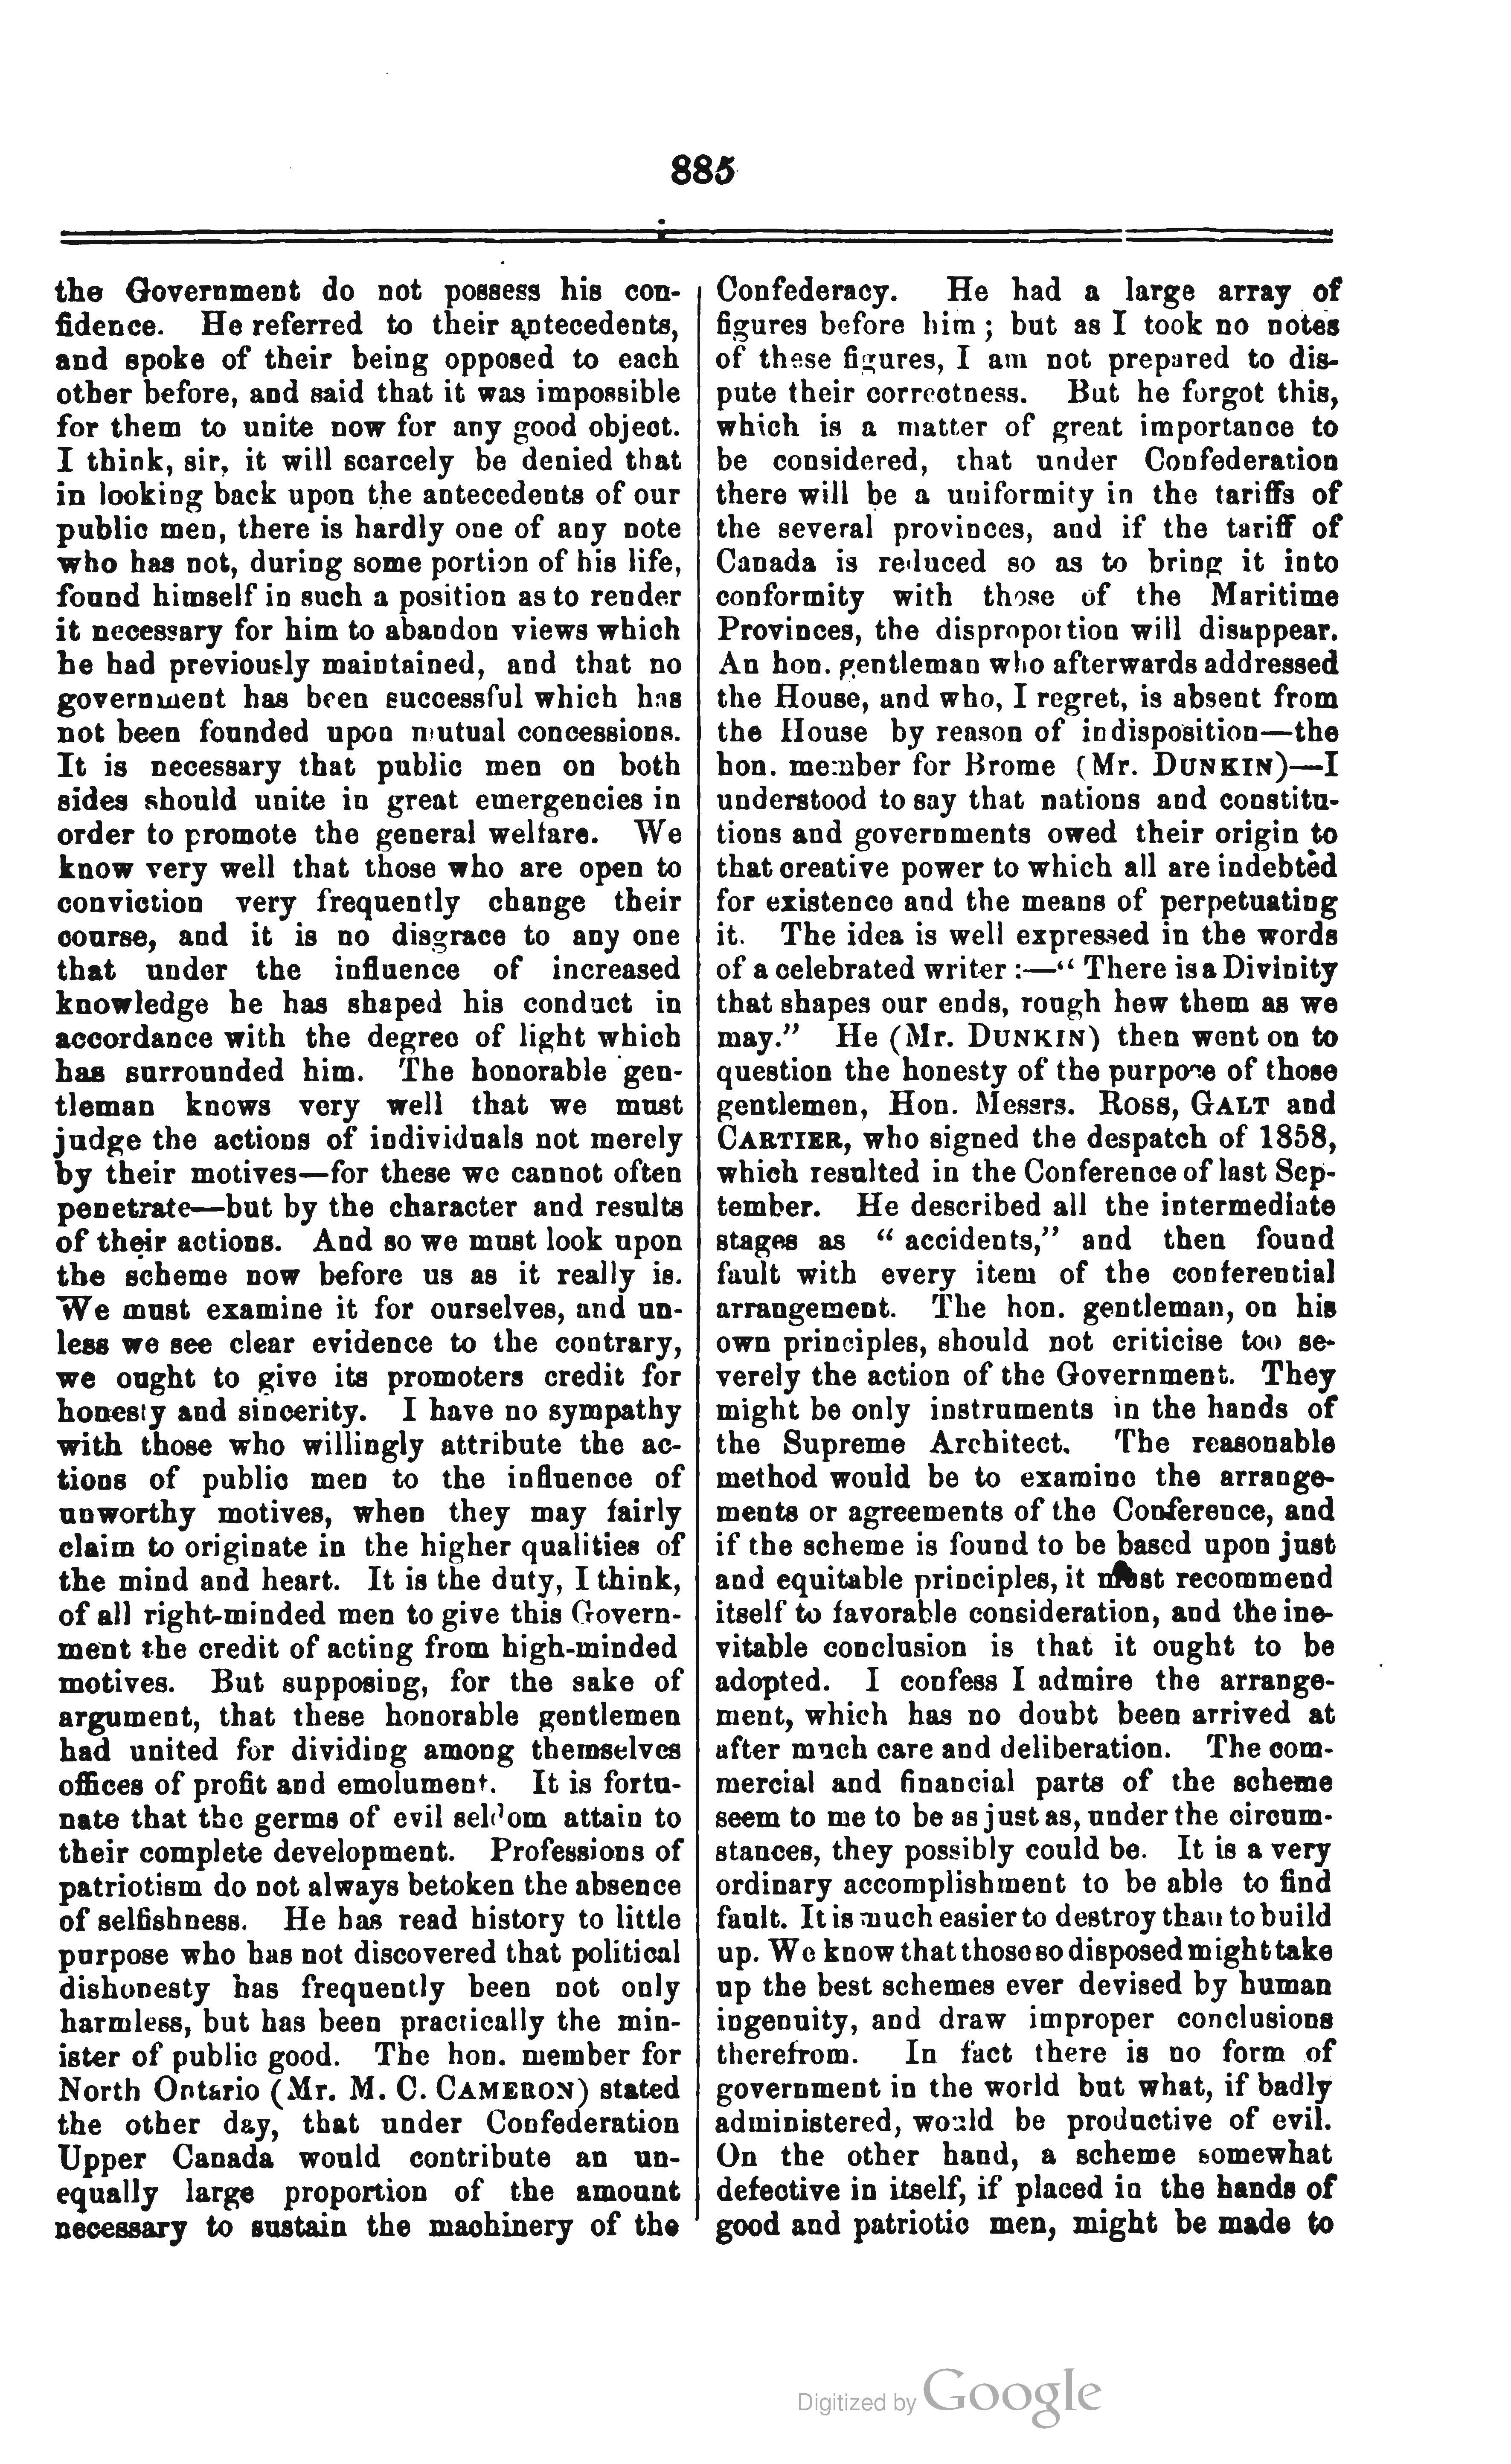 885
the Government do not possess his con-
fidence. He referred to their antecedents,
and spoke of their being opposed to each
other before, and said that it was impossible
for them to unite now for any good object.
I think, sir, it will scarcely be denied that
in looking back upon the antecedents of our
public men, there is hardly one of any note
who has not, during some portion of his life,
found himself in such a position as to render
it necessary for him to abandon views which
he had previously maintained, and that no
government has been successful which has
not been founded upon mutual concessions.
It is necessary that public men on both
sides should unite in great emergencies in
order to promote the general welfare. We
know very well that those who are open to
conviction very frequently change their
course, and it is no disgrace to any one
that under the influence of increased
knowledge he has shaped his conduct in
accordance with the degree of light which
has surrounded him. The honorable gen-
tleman knows very well that we must
judge the actions of individuals not merely
by their motives—for these we cannot often
penetrate—but by the character and results
of their actions. And so we must look upon
the scheme now before us as it really is.
We must examine it for ourselves, and un-
less we see clear evidence to the contrary,
we ought to give its promoters credit for
honesty and sincerity. I have no sympathy
with those who willingly attribute the ac-
tions of public men to the influence of
unworthy motives, when they may fairly
claim to originate in the higher qualities of
the mind and heart. It is the duty, I think,
of all right-minded men to give this Govern-
ment the credit of acting from high-minded
motives. But supposing, for the sake of
argument, that these honorable gentlemen
had united for dividing among themselves
offices of profit and emolument. It is fortu-
nate that the germs of evil seldom attain to
their complete development. Professions of
patriotism do not always betoken the absence
of selfishness. He has read history to little
purpose who has not discovered that political
dishonesty has frequently been not only
harmless, but has been practically the min-
ister of public good. The hon. member for
North Ontario (Mr. M. C. CAMERON) stated
the other day, that under Confederation
Upper Canada would contribute an un-
equally large proportion of the amount
necessary to sustain the machinery of the
Confederacy. He had a large array of
figures before him; but as I took no notes
of these figures, I am not prepared to dis-
pute their correctness. But he forgot this,
which is a matter of great importance to
be considered, that under Confederation
there will be a uniformity in the tariffs of
the several provinces, and if the tariff of
Canada is reduced so as to bring it into
conformity with those of the Maritime
Provinces, the disproportion will disappear.
An hon. gentleman who afterwards addressed
the House, and who, I regret, is absent from
the House by reason of indisposition—the
hon. member for Brome (Mr. DUNKIN)—I
understood to say that nations and constitu-
tions and governments owed their origin to
that creative power to which all are indebted
for existence and the means of perpetuating
it. The idea is well expressed in the words
of a celebrated writer:—“There is a Divinity
that shapes our ends, rough hew them as we
may.” He (Mr. DUNKIN) then went on to
question the honesty of the purpose of those
gentlemen, Hon. Messrs. ROSS, GALT and
CARTIER, who signed the despatch of 1858,
which resulted in the Conference of last Sep-
tember. He described all the intermediate
stages as “accidents,” and then found
fault with every item of the conferential
arrangement. The hon. gentleman, on his
own principles, should not criticise too se-
verely the action of the Government. They
might be only instruments in the hands of
the Supreme Architect. The reasonable
method would be to examine the arrange-
ments or agreements of the Conference, and
if the scheme is found to be based upon just
and equitable principles, it must recommend
itself to favorable consideration, and the ine-
vitable conclusion is that it ought to be
adopted. I confess I admire the arrange-
ment, which has no doubt been arrived at
after much care and deliberation. The com-
mercial and financial parts of the scheme
seem to me to be as just as, under the circum-
stances, they possibly could be. It is a very
ordinary accomplishment to be able to find
fault. It is much easier to destroy than to build
up. We know that those so disposed might take
up the best schemes ever devised by human
ingenuity, and draw improper conclusions
therefrom. In fact there is no form of
government in the world but what, if badly
administered, would be productive of evil.
On the other hand, a scheme somewhat
defective in itself, if placed in the hands of
good and patriotic men, might be made to
Digitized by Google